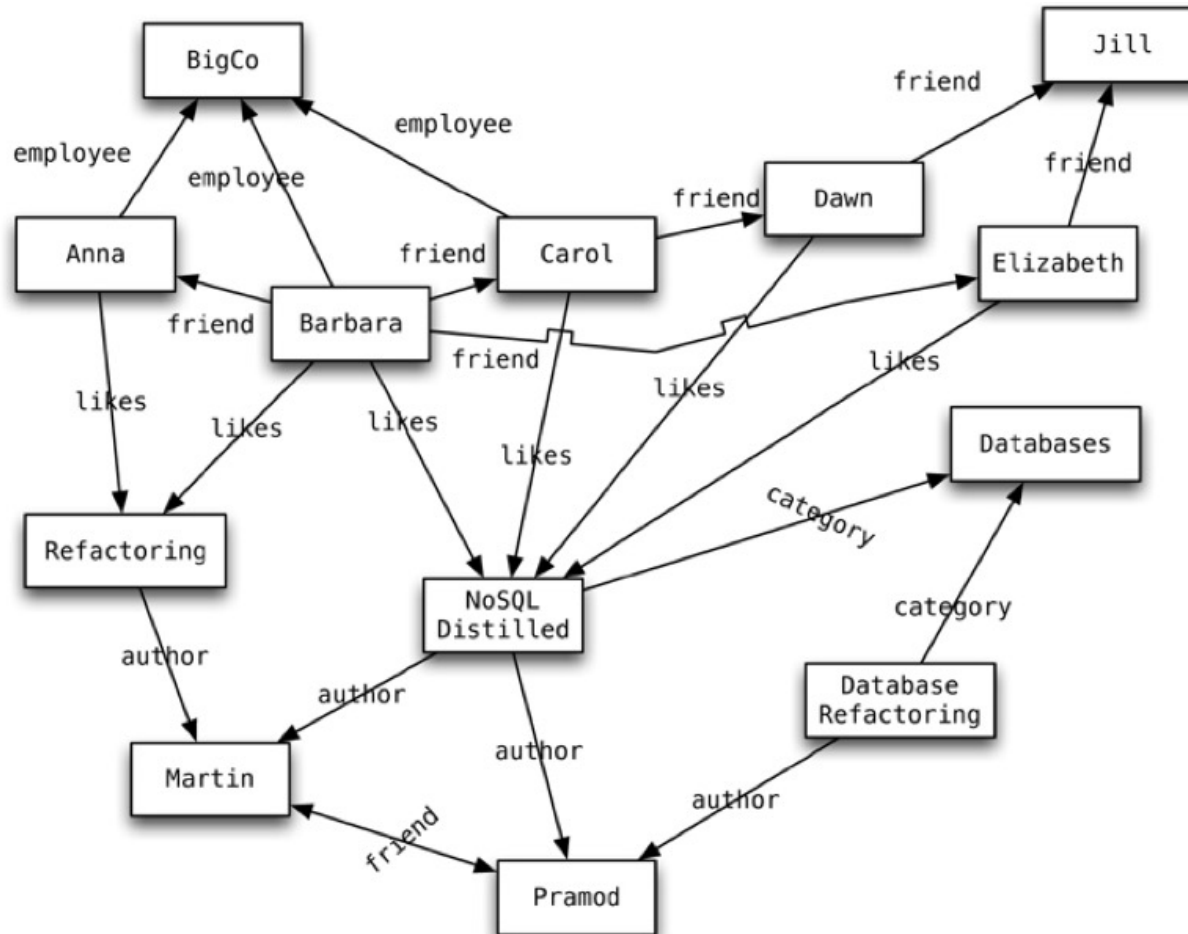 BigCo
Jill
friend
employee
employee
friend
employee
friend
Dawn
Anna
friend
Carol
Elizabeth
Barbara
friend
friend
likes
likes
likes
likes
likes
likes
Databases
category
Refactoring
NoSQL
Distilled
category
author
author
Database
Refactoring
author
Martin
author
friend
Pramod